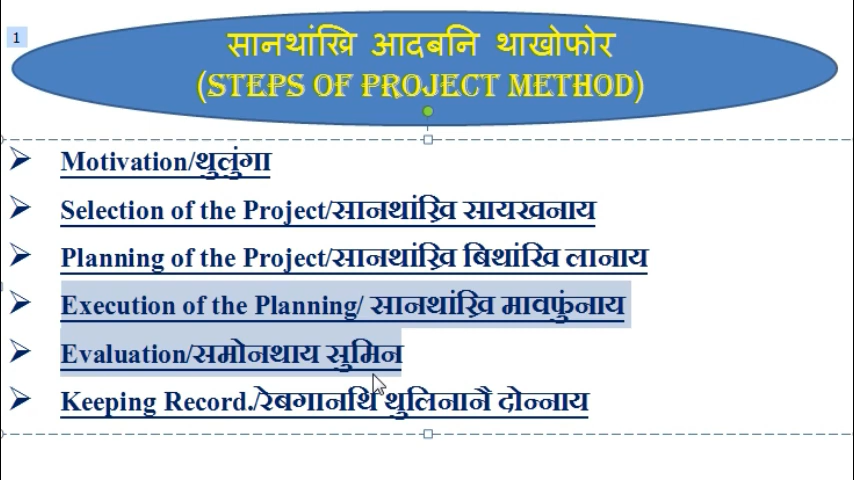 1
सानथांखि आदबनि थाखोफोर
(STEPS OF PROJECT METHOD)
Motivation/थुलुंगा
Selection of the Project/सानथांख्रि सायखनाय
Planning of the Project/सानथांख्रि बिथांखि लानाय
Execution of the Planning/ सानथांख्रि मावफुंनाय
Evaluation/समोनथाय सुमिन
Keeping Record./रेबगानथि थुलिनानै दोन्नाय